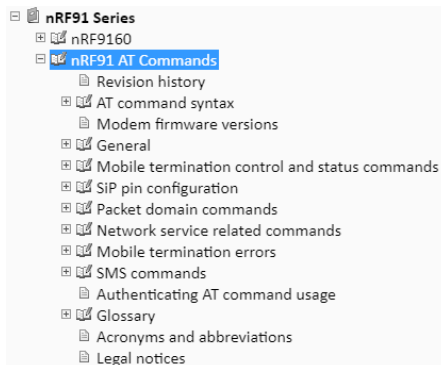 nRF91 Series
nRF9160
nRF91 AT Commands
Revision history
AT command syntax
Modem firmware versions
General
Mobile termination control and status commands
SiP pin configuration
Packet domain commands
Network service related commands
Mobile termination errors
SMS commands
Authenticating AT command usage
Glossary
Acronyms and abbreviations
Legal notices